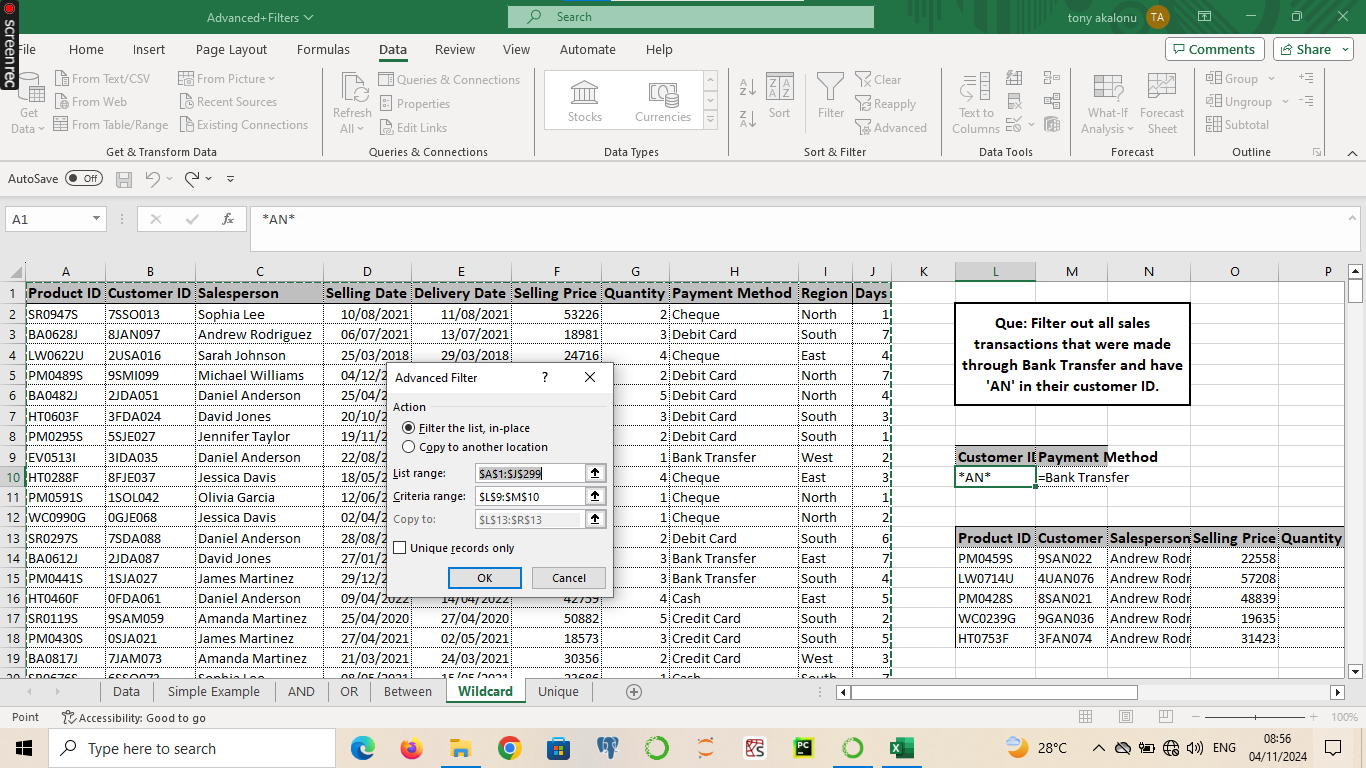 screenrec
Advanced+Filters
Search
tony akalonu
TA
File
Home
Insert
Page Layout
Formulas
Data
Review
View
Automate
Help
Comments
Share
Get Data
From Text/CSV
From Web
From Table/Range
From Picture
Recent Sources
Existing Connections
Get & Transform Data
Refresh All
Queries & Connections
Properties
Edit Links
Queries & Connections
Stocks
Currencies
Data Types
Sort
Filter
Clear
Reapply
Advanced
Sort & Filter
Text to Columns
Data Tools
What-If Analysis
Forecast Sheet
Forecast
Group
Ungroup
Subtotal
Outline
AutoSave Off
A1
fx
*AN*
A B C D E F G H I J K L M N O P
1 Product ID Customer ID Salesperson Selling Date Delivery Date Selling Price Quantity Payment Method Region Days
2 SR0947S 7SSO013 Sophia Lee 10/08/2021 11/08/2021 53226 2 Cheque North 1
3 BA0628J 8JAN097 Andrew Rodriguez 06/07/2021 13/07/2021 18981 3 Debit Card South 7
4 LW0622U 2USA016 Sarah Johnson 25/03/2018 29/03/2018 24716 4 Cheque East 4
5 PM0489S 9SMI099 Michael Williams 04/12/2 2 Debit Card North 7
6 BA0482J 2JDA051 Daniel Anderson 25/04/2 5 Debit Card North 4
7 HT0603F 3FDA024 David Jones 20/10/2 3 Debit Card South 3
8 PM0295S 5SJE027 Jennifer Taylor 19/11/2 2 Debit Card South 1
9 EV0513I 3IDA035 Daniel Anderson 22/08/2 1 Bank Transfer West 2
10 HT0288F 8FJE037 Jessica Davis 18/05/2 4 Cheque East 3
11 PM0591S 1SOL042 Olivia Garcia 12/06/2 1 Cheque North 1
12 WC0990G 0GJE068 Jessica Davis 02/04/2 1 Cheque North 2
13 SR0297S 7SDA088 Daniel Anderson 28/08/2 2 Debit Card South 6
14 BA0612J 2JDA087 David Jones 27/01/2 3 Bank Transfer East 7
15 PM0441S 1SJA027 James Martinez 29/12/2 3 Bank Transfer South 4
16 HT0460F 0FDA061 Daniel Anderson 09/04/2022 14/04/2022 42759 4 Cash East 5
17 SR0119S 9SAM059 Amanda Martinez 25/04/2020 27/04/2020 50882 5 Credit Card South 2
18 PM0430S 0SJA021 James Martinez 27/04/2021 02/05/2021 18573 3 Credit Card South 5
19 BA0817J 7JAM073 Amanda Martinez 21/03/2021 24/03/2021 30356 2 Credit Card West 3
Que: Filter out all sales
transactions that were made
through Bank Transfer and have
'AN' in their customer ID.
Customer ID Payment Method
*AN* =Bank Transfer
Product ID Customer Salesperson Selling Price Quantity
PM0459S 9SAN022 Andrew Rodr 22558
LW0714U 4UAN076 Andrew Rodr 57208
PM0428S 8SAN021 Andrew Rodr 48839
WC0239G 9GAN036 Andrew Rodr 19635
HT0753F 3FAN074 Andrew Rodr 31423
Advanced Filter ?
Action
Filter the list, in-place
Copy to another location
List range: $A$1:$J$299
Criteria range: $L$9:$M$10
Copy to: $L$13:$R$13
Unique records only
OK Cancel
Data Simple Example AND OR Between Wildcard Unique
Point
Accessibility: Good to go
100%
Type here to search
28°C
ENG
08:56
04/11/2024